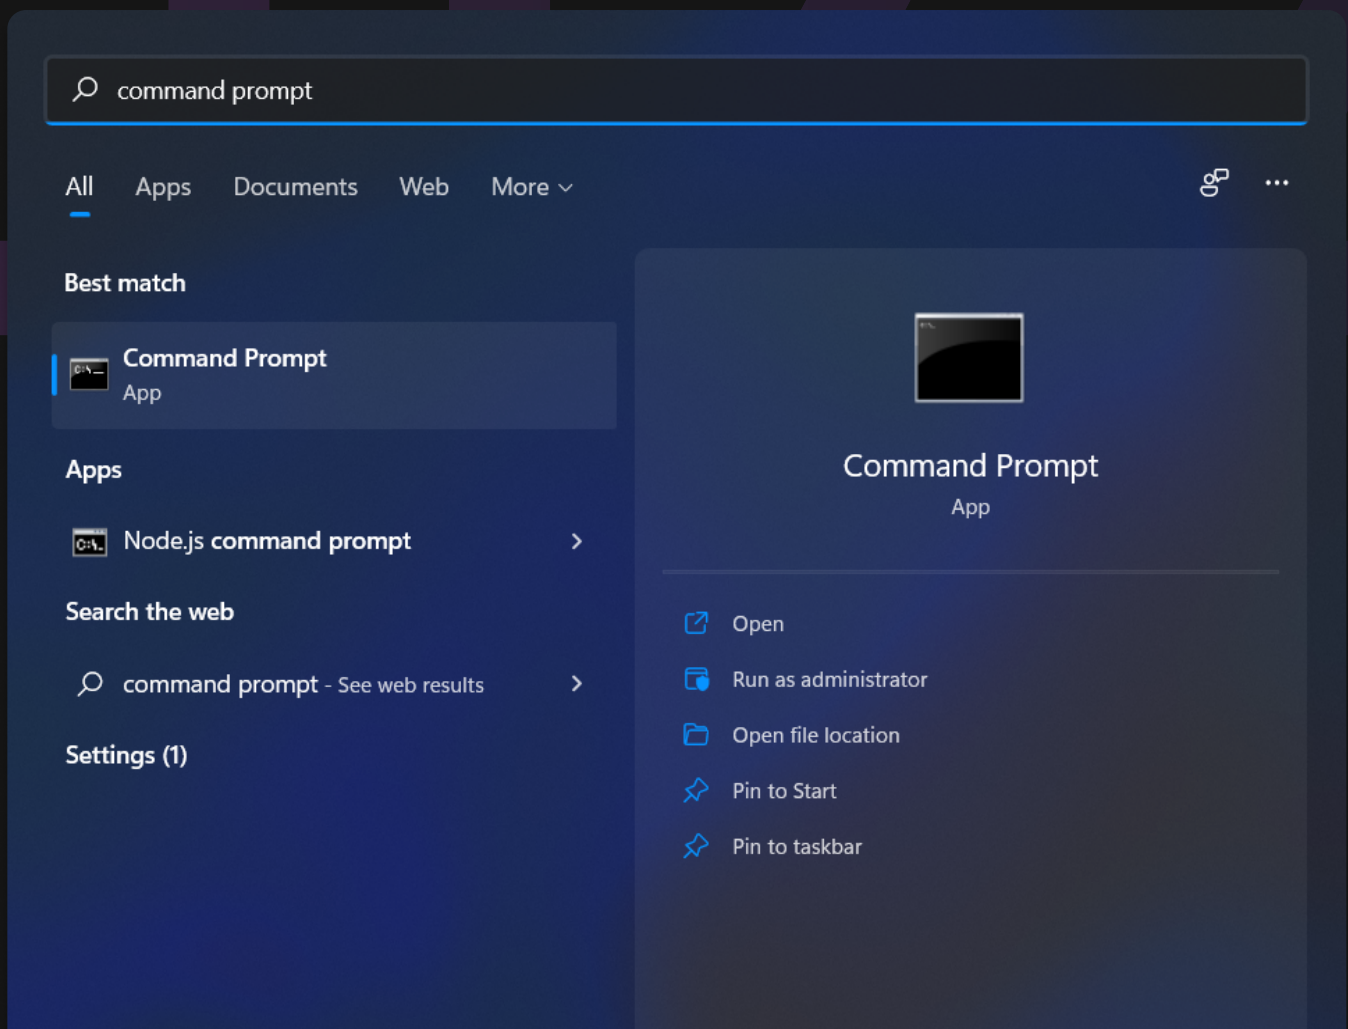 command prompt
All Apps Documents Web More
Best match
Command Prompt
App
Apps
Node.js command prompt
Search the web
command prompt - See web results
Settings (1)
Command Prompt
App
Open
Run as administrator
Open file location
Pin to Start
Pin to taskbar